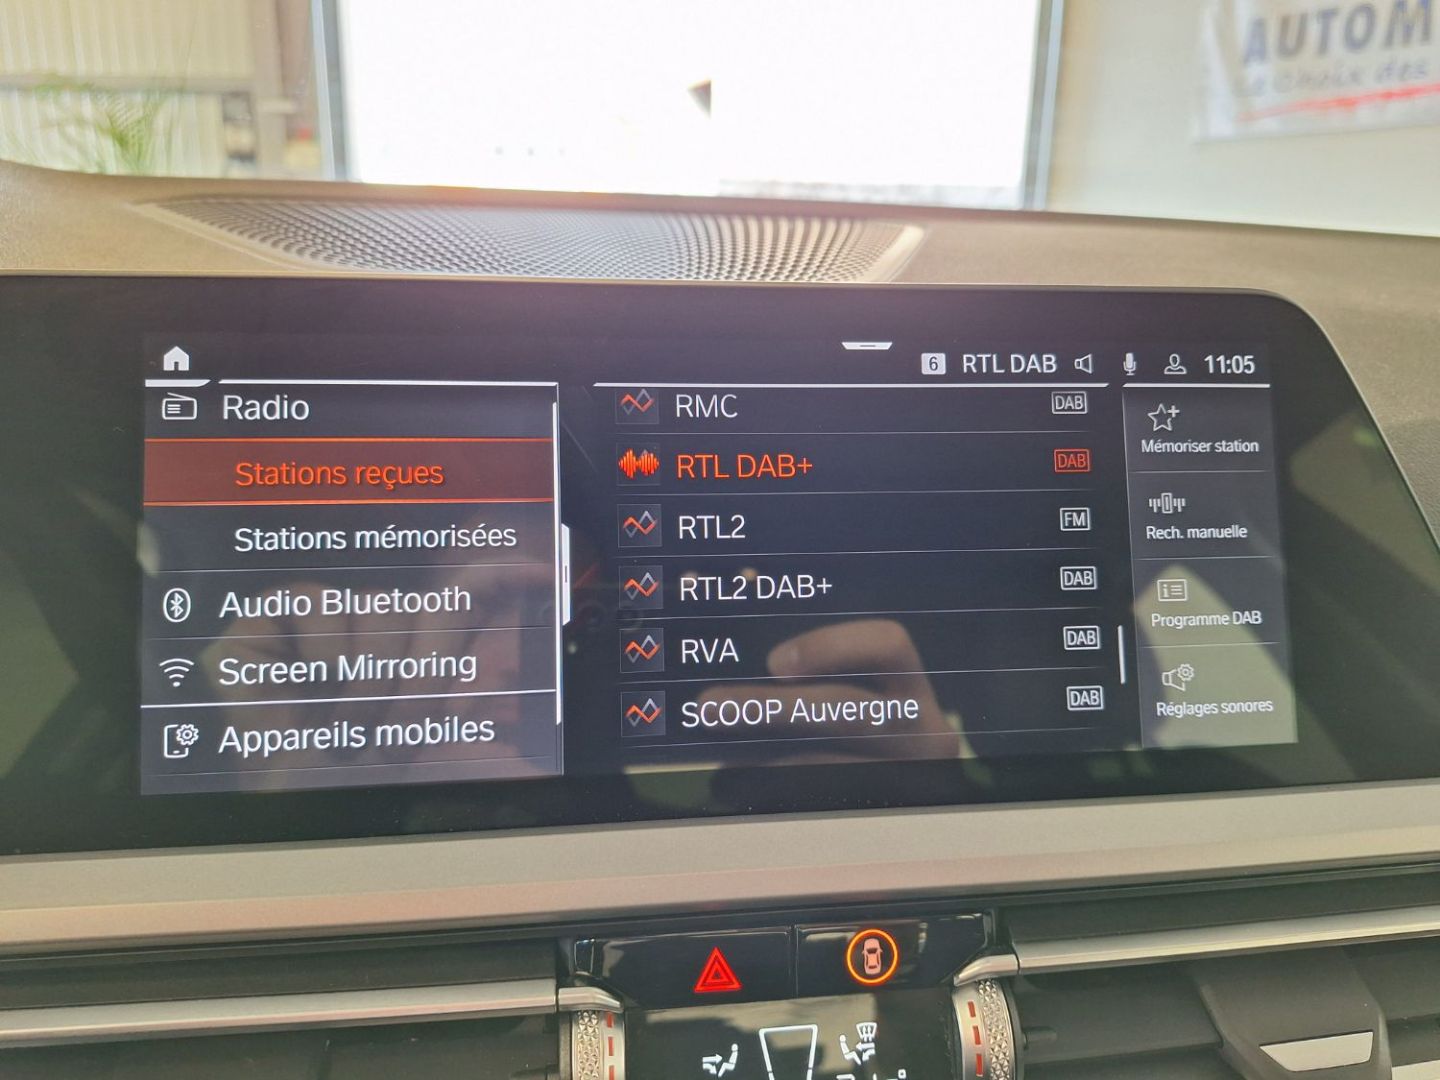 AUTOM
Choix des
6 RTL DAB 11:05
Radio
Stations reçues
Stations mémorisées
Audio Bluetooth
Screen Mirroring
Appareils mobiles
RMC DAB
RTL DAB+ DAB
RTL2 FM
RTL2 DAB+ DAB
RVA DAB
SCOOP Auvergne DAB
Mémoriser station
Rech. manuelle
Programme DAB
Réglages sonores